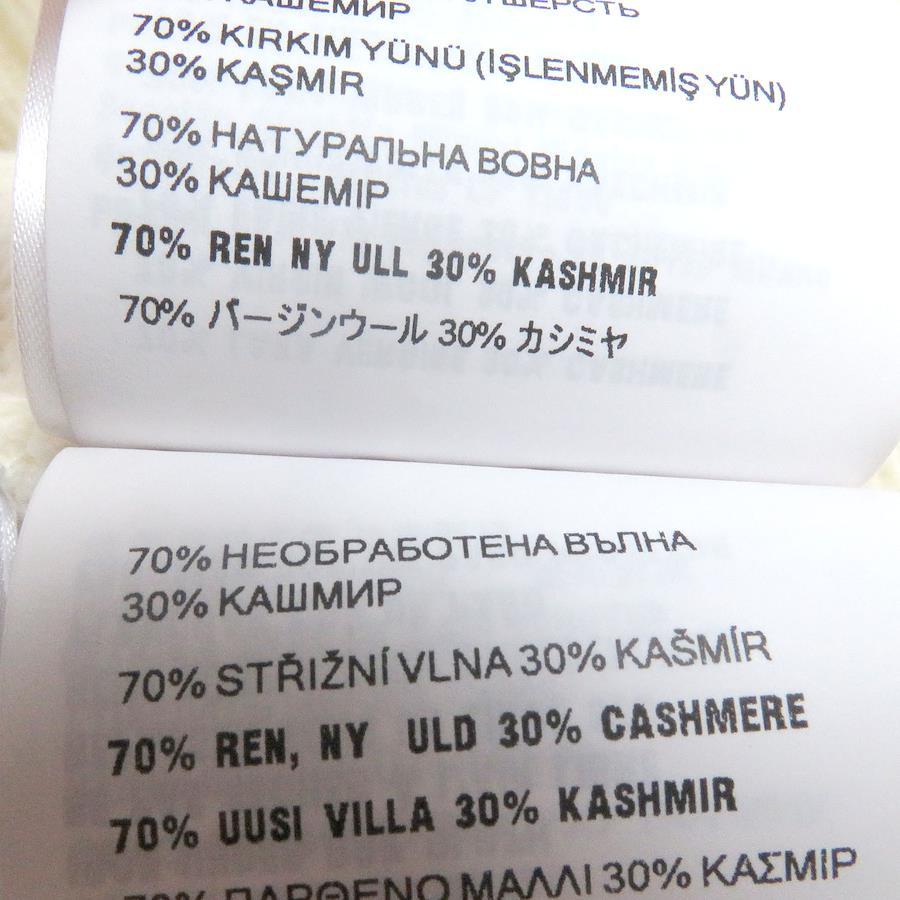 КАШЕМИР
70% KIRKIM YÜNÜ (İŞLENMEMİŞ YÜN)
30% KAŞMİR
70% НАТУРАЛЬНА ВОВНА
30% КАШЕМІР
70% REN NY ULL 30% KASHMIR
70% バージンウール 30% カシミヤ
70% НЕОБРАБОТЕНА ВЪЛНА
30% КАШМИР
70% STŘIŽNÍ VLNA 30% KAŠMÍR
70% REN, NY ULD 30% CASHMERE
70% UUSI VILLA 30% KASHMIR
70% ΠΑΡΘΕΝΟ ΜΑΛΛΙ 30% ΚΑΣΜΙΡ